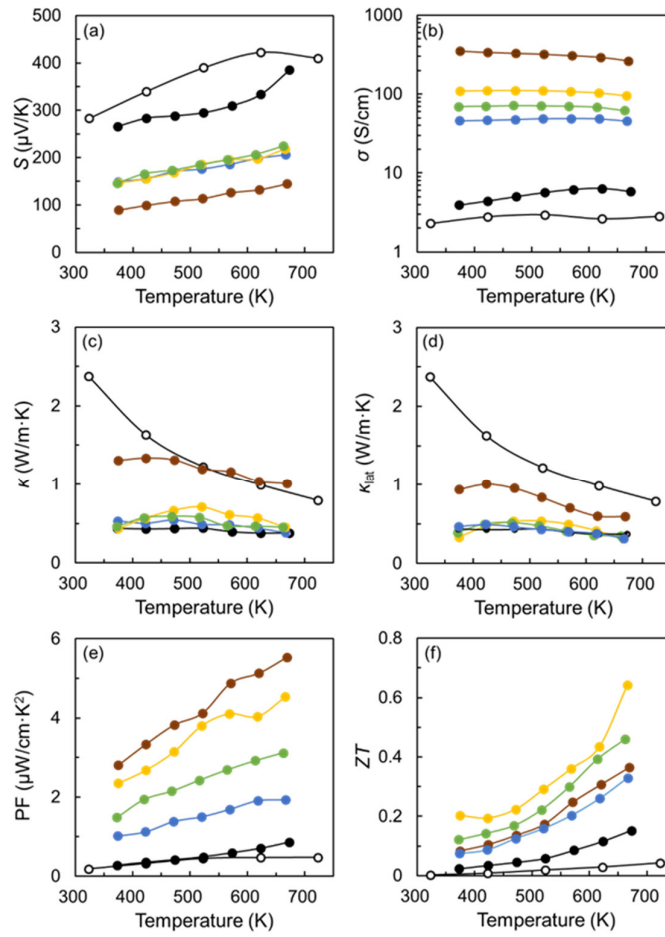 (a)
500
400
300
200
100
0
S (μV/K)
300 400 500 600 700
Temperature (K)
(b)
1000
100
10
1
σ (S/cm)
300 400 500 600 700
Temperature (K)
(c)
3
2
1
0
κ (W/m·K)
300 400 500 600 700
Temperature (K)
(d)
3
2
1
0
κlat (W/m·K)
300 400 500 600 700
Temperature (K)
(e)
6
4
2
0
PF (μW/cm·K²)
300 400 500 600 700
Temperature (K)
(f)
0.8
0.6
0.4
0.2
0
ZT
300 400 500 600 700
Temperature (K)